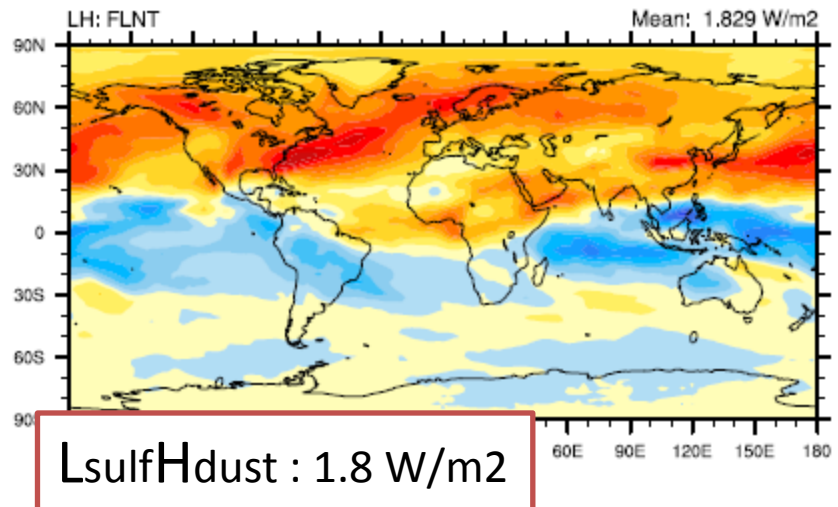 LH: FLNT Mean: 1.829 W/m2
90N
60N
30N
0
30S
60S
90
60E 90E 120E 150E 180
LsulfHdust : 1.8 W/m2